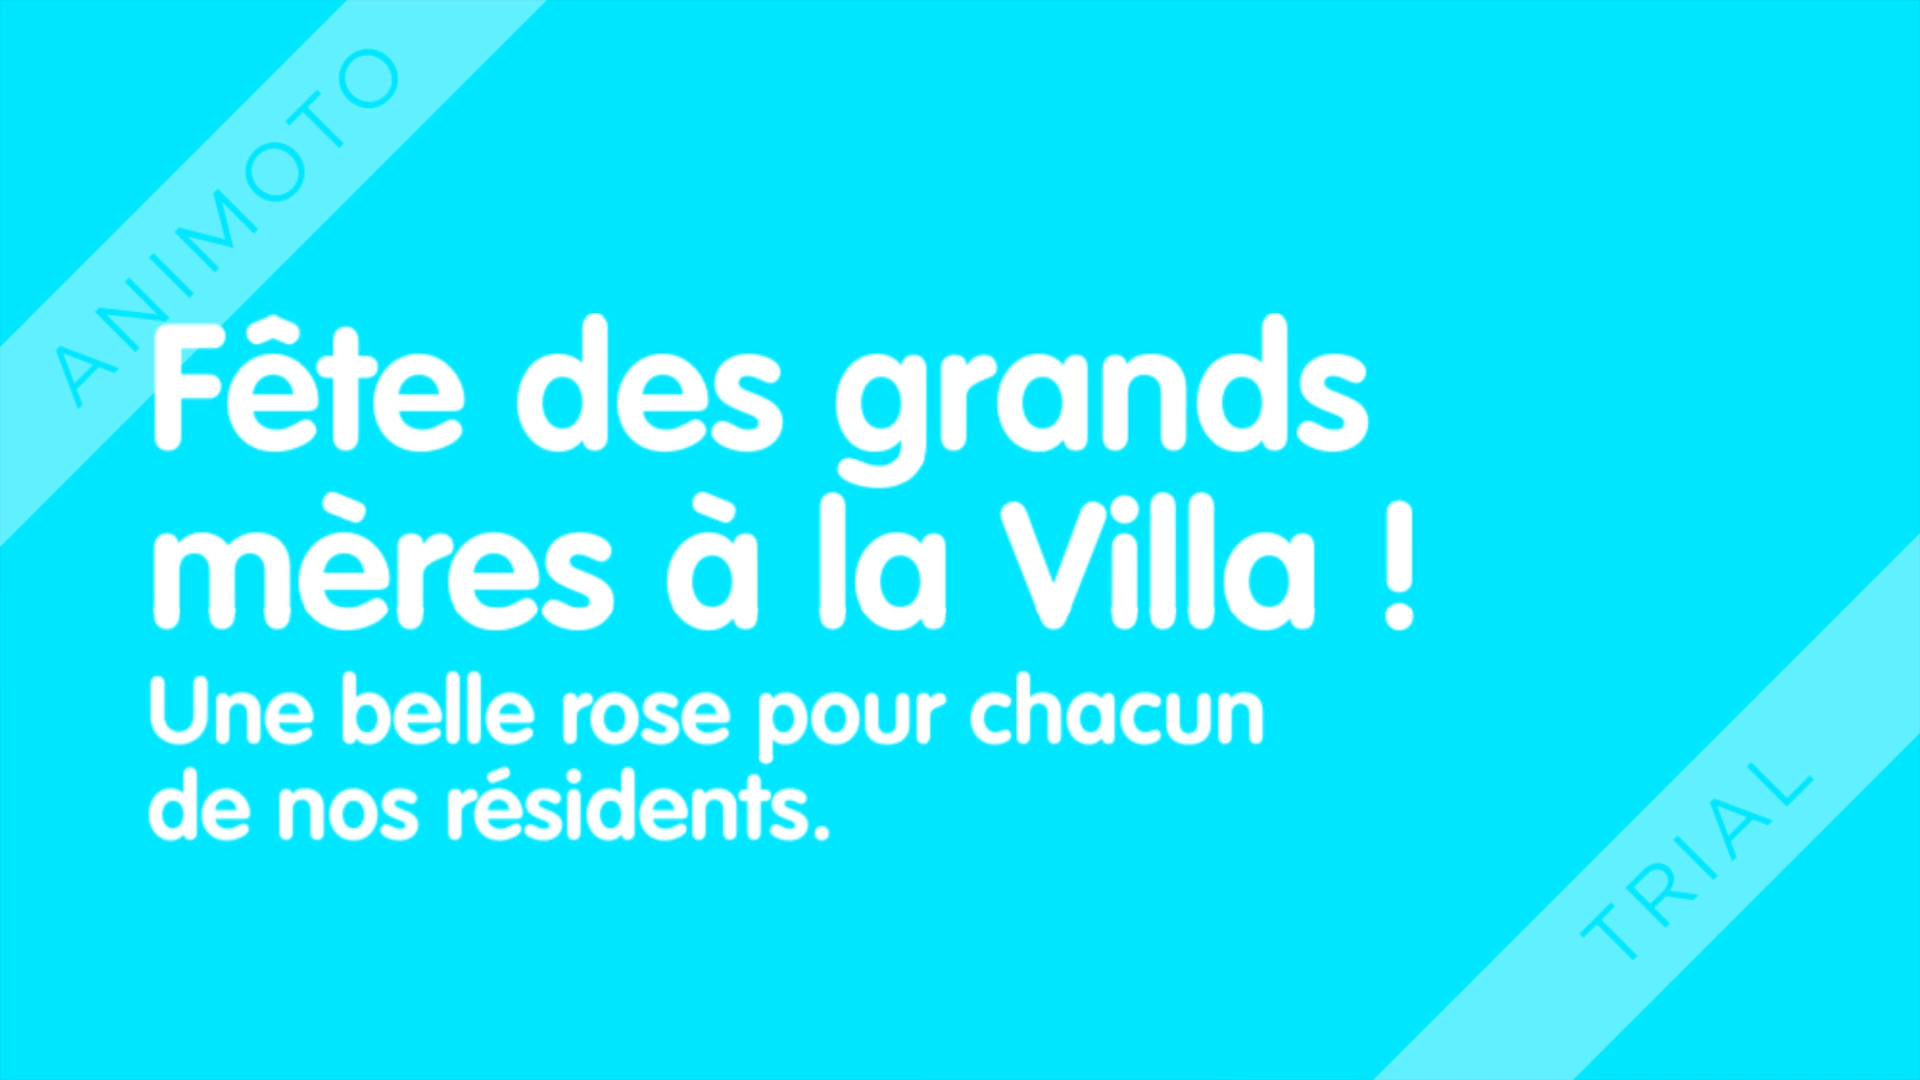 ANIMOTO
Fête des grands
mères à la Villa !
Une belle rose pour chacun
de nos résidents.
TRIAL